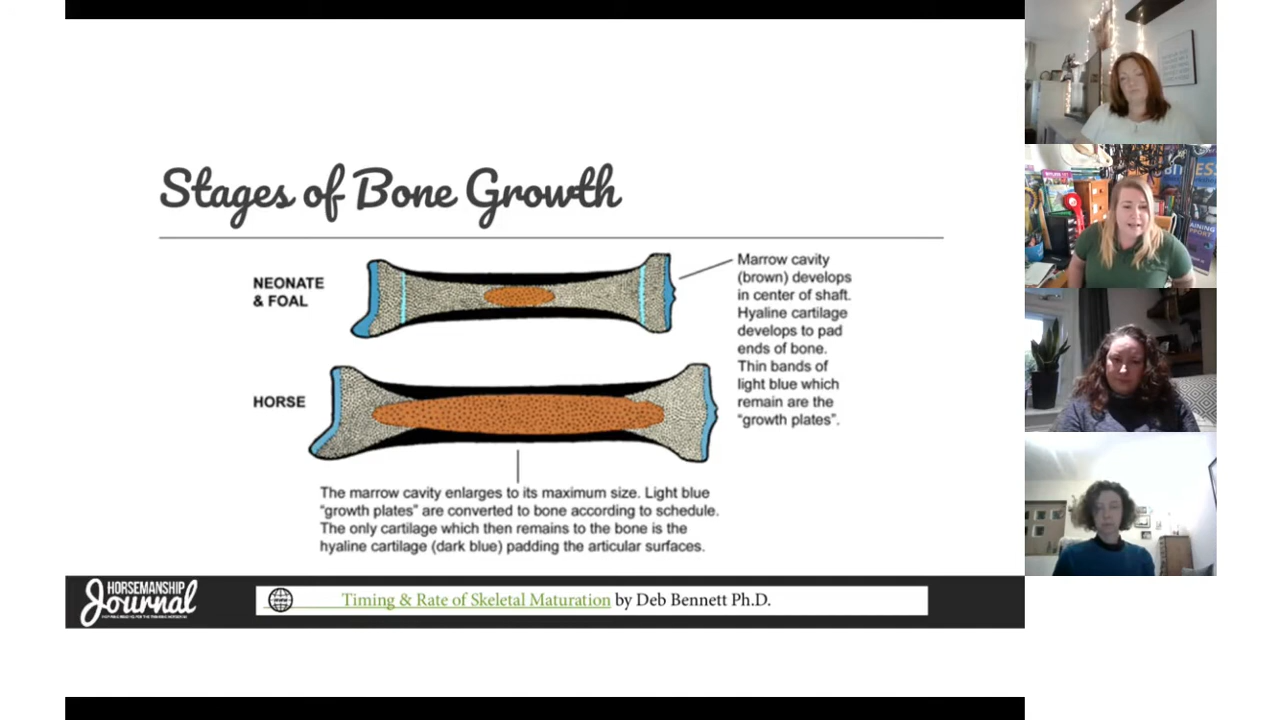 Stages of Bone Growth
NEONATE
& FOAL
Marrow cavity
(brown) develops
in center of shaft.
Hyaline cartilage
develops to pad
ends of bone.
Thin bands of
light blue which
remain are the
“growth plates”.
HORSE
The marrow cavity enlarges to its maximum size. Light blue
“growth plates” are converted to bone according to schedule.
The only cartilage which then remains to the bone is the
hyaline cartilage (dark blue) padding the articular surfaces.
HORSEMANSHIP
Journal
Timing & Rate of Skeletal Maturation by Deb Bennett Ph.D.